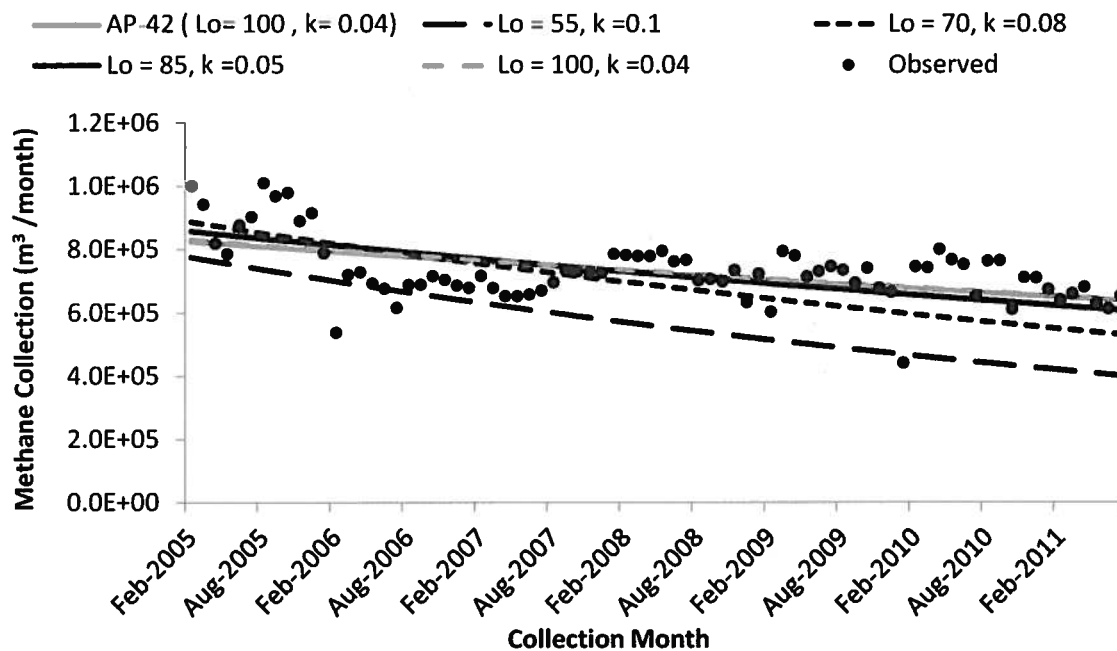 AP-42 ( Lo= 100 , k= 0.04) Lo = 55, k =0.1 Lo = 70, k =0.08
Lo = 85, k =0.05 Lo = 100, k =0.04 Observed
Methane Collection (m³ /month)
1.2E+06
1.0E+06
8.0E+05
6.0E+05
4.0E+05
2.0E+05
0.0E+00
Feb-2005
Aug-2005
Feb-2006
Aug-2006
Feb-2007
Aug-2007
Feb-2008
Aug-2008
Feb-2009
Aug-2009
Feb-2010
Aug-2010
Feb-2011
Collection Month